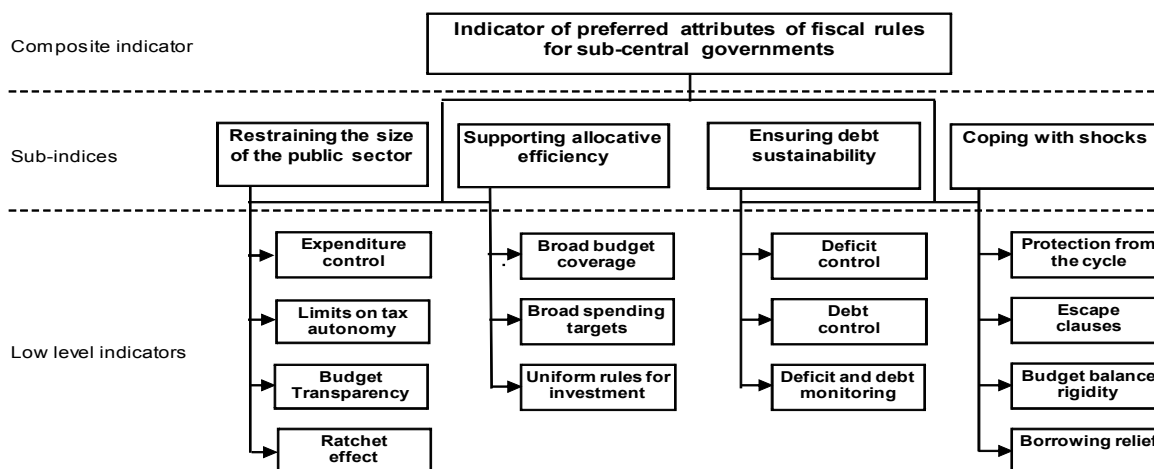 Indicator of preferred attributes of fiscal rules
for sub-central governments
Composite indicator
Restraining the size
of the public sector
Supporting allocative
efficiency
Ensuring debt
sustainability
Coping with shocks
Sub-indices
Expenditure
control
Broad budget
coverage
Deficit
control
Protection from
the cycle
Limits on tax
autonomy
Broad spending
targets
Debt
control
Escape
clauses
Low level indicators
Budget
Transparency
Uniform rules for
investment
Deficit and debt
monitoring
Budget balance
rigidity
Ratchet
effect
Borrowing relief